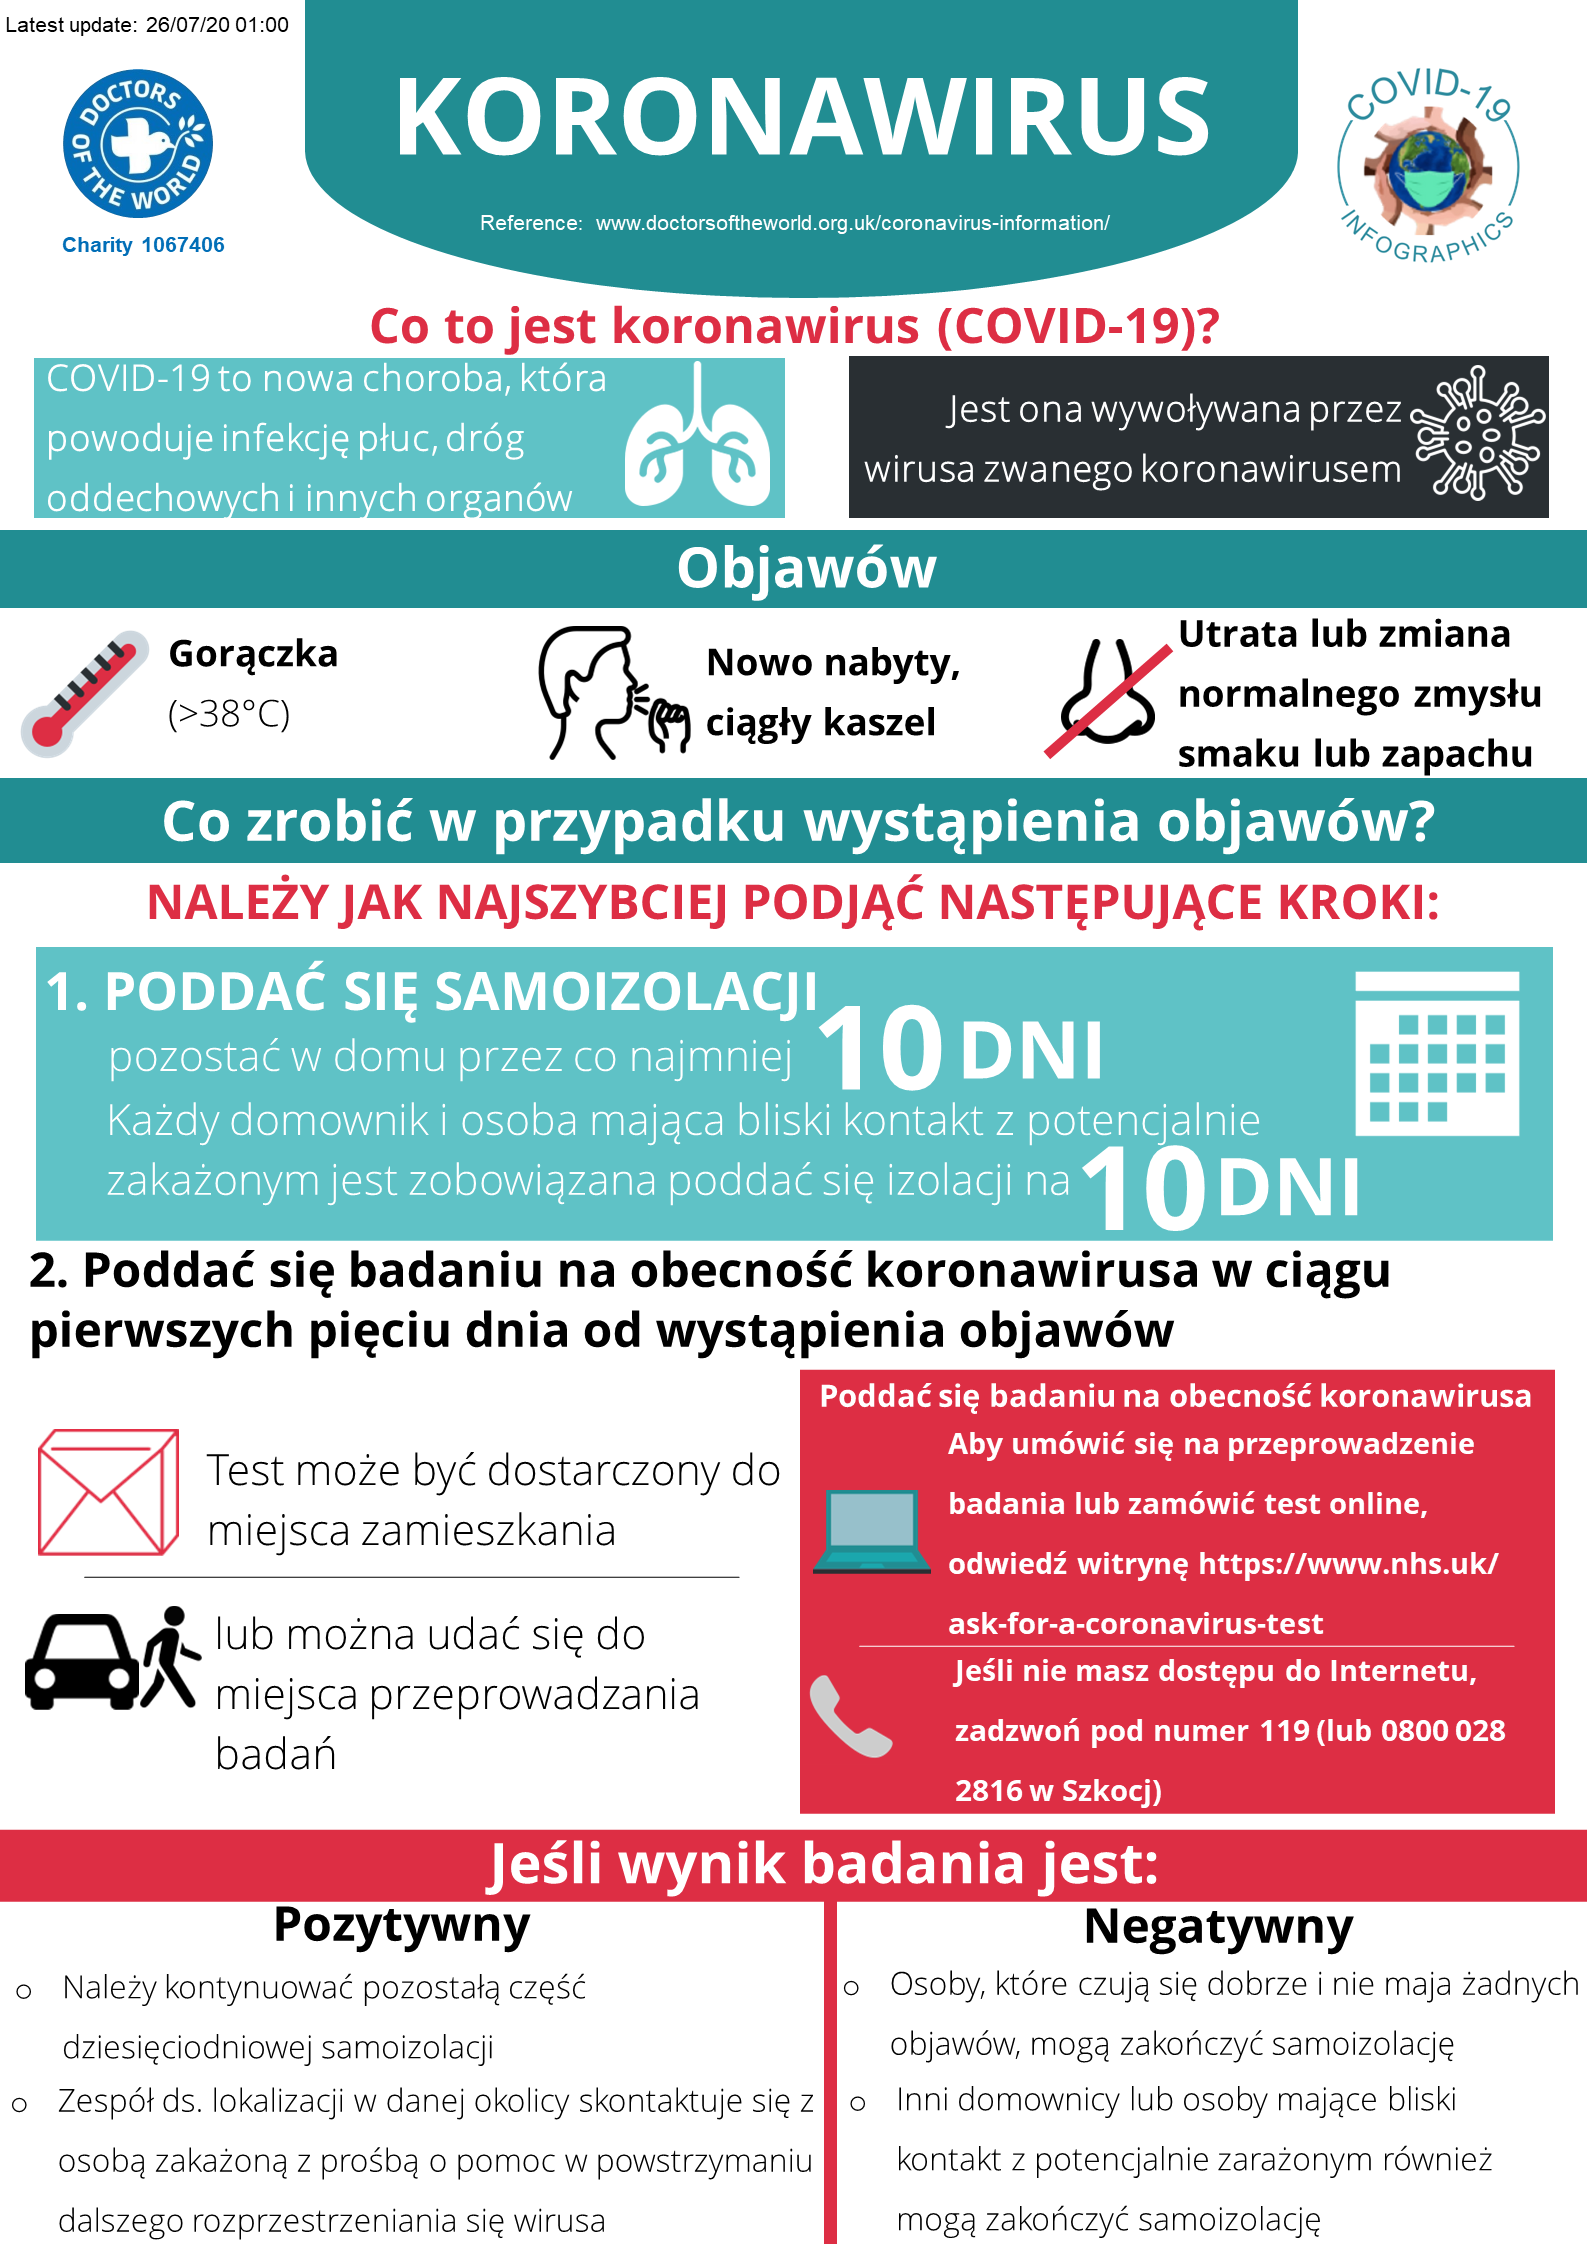 Latest update: 26/07/20 01:00
DOCTORS OF THE WORLD
Charity 1067406
KORONAWIRUS
Reference: www.doctorsoftheworld.org.uk/coronavirus-information/
COVID-19
INFOGRAPHICS
Co to jest koronawirus (COVID-19)?
COVID-19 to nowa choroba, która
powoduje infekcję płuc, dróg
oddechowych i innych organów
Jest ona wywoływana przez
wirusa zwanego koronawirusem
Objawów
Gorączka
(>38°C)
Nowo nabyty,
ciągły kaszel
Utrata lub zmiana
normalnego zmysłu
smaku lub zapachu
Co zrobić w przypadku wystąpienia objawów?
NALEŻY JAK NAJSZYBCIEJ PODJĄĆ NASTĘPUJĄCE KROKI:
1. PODDAĆ SIĘ SAMOIZOLACJI
pozostać w domu przez co najmniej 10 DNI
Każdy domownik i osoba mająca bliski kontakt z potencjalnie
zakażonym jest zobowiązana poddać się izolacji na 10 DNI
2. Poddać się badaniu na obecność koronawirusa w ciągu
pierwszych pięciu dnia od wystąpienia objawów
Test może być dostarczony do
miejsca zamieszkania
lub można udać się do
miejsca przeprowadzania
badań
Poddać się badaniu na obecność koronawirusa
Aby umówić się na przeprowadzenie
badania lub zamówić test online,
odwiedź witrynę https://www.nhs.uk/
ask-for-a-coronavirus-test
Jeśli nie masz dostępu do Internetu,
zadzwoń pod numer 119 (lub 0800 028
2816 w Szkocj)
Jeśli wynik badania jest:
Pozytywny
o Należy kontynuować pozostałą część
dziesięciodniowej samoizolacji
o Zespół ds. lokalizacji w danej okolicy skontaktuje się z
osobą zakażoną z prośbą o pomoc w powstrzymaniu
dalszego rozprzestrzeniania się wirusa
Negatywny
o Osoby, które czują się dobrze i nie maja żadnych
objawów, mogą zakończyć samoizolację
o Inni domownicy lub osoby mające bliski
kontakt z potencjalnie zarażonym również
mogą zakończyć samoizolację